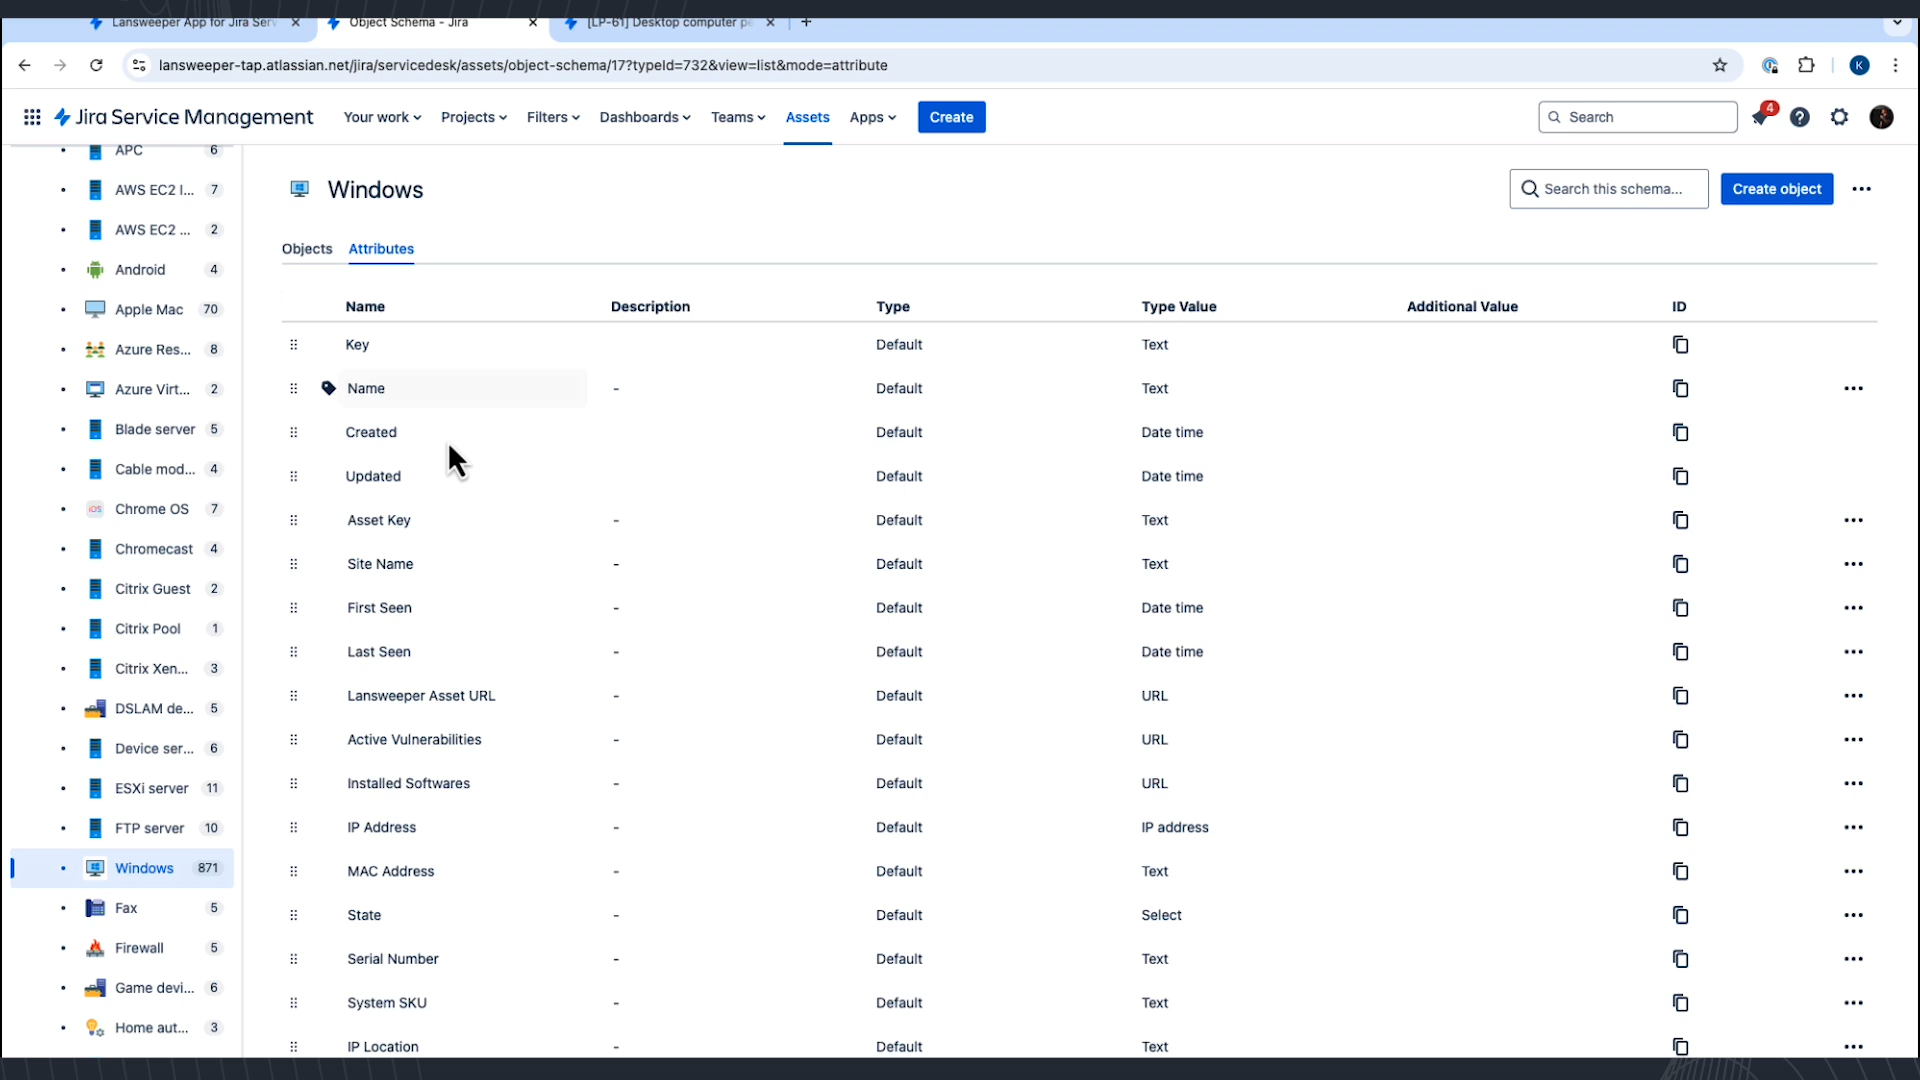 Lansweeper App for Jira Serv
Object Schema - Jira
[LP-61] Desktop computer pe
lansweeper-tap.atlassian.net/jira/servicedesk/assets/object-schema/17?typeId=732&view=list&mode=attribute
K
Jira Service Management
Your work
Projects
Filters
Dashboards
Teams
Assets
Apps
Create
Search
4
APC 6
AWS EC2 I... 7
AWS EC2 ... 2
Android 4
Apple Mac 70
Azure Res... 8
Azure Virt... 2
Blade server 5
Cable mod... 4
iOS Chrome OS 7
Chromecast 4
Citrix Guest 2
Citrix Pool 1
Citrix Xen... 3
DSLAM de... 5
Device ser... 6
ESXi server 11
FTP server 10
Windows 871
Fax 5
Firewall 5
Game devi... 6
Home aut... 3
Windows
Search this schema...
Create object
Objects Attributes
Name Description Type Type Value Additional Value ID
Key Default Text
Name - Default Text
Created Default Date time
Updated Default Date time
Asset Key - Default Text
Site Name - Default Text
First Seen - Default Date time
Last Seen - Default Date time
Lansweeper Asset URL - Default URL
Active Vulnerabilities - Default URL
Installed Softwares - Default URL
IP Address - Default IP address
MAC Address - Default Text
State - Default Select
Serial Number - Default Text
System SKU - Default Text
IP Location - Default Text